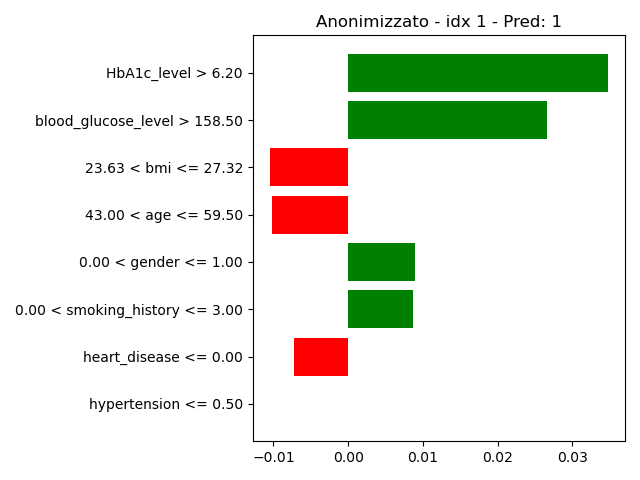 Anonimizzato - idx 1 - Pred: 1
HbA1c_level > 6.20
blood_glucose_level > 158.50
23.63 < bmi <= 27.32
43.00 < age <= 59.50
0.00 < gender <= 1.00
0.00 < smoking_history <= 3.00
heart_disease <= 0.00
hypertension <= 0.50
−0.01 0.00 0.01 0.02 0.03